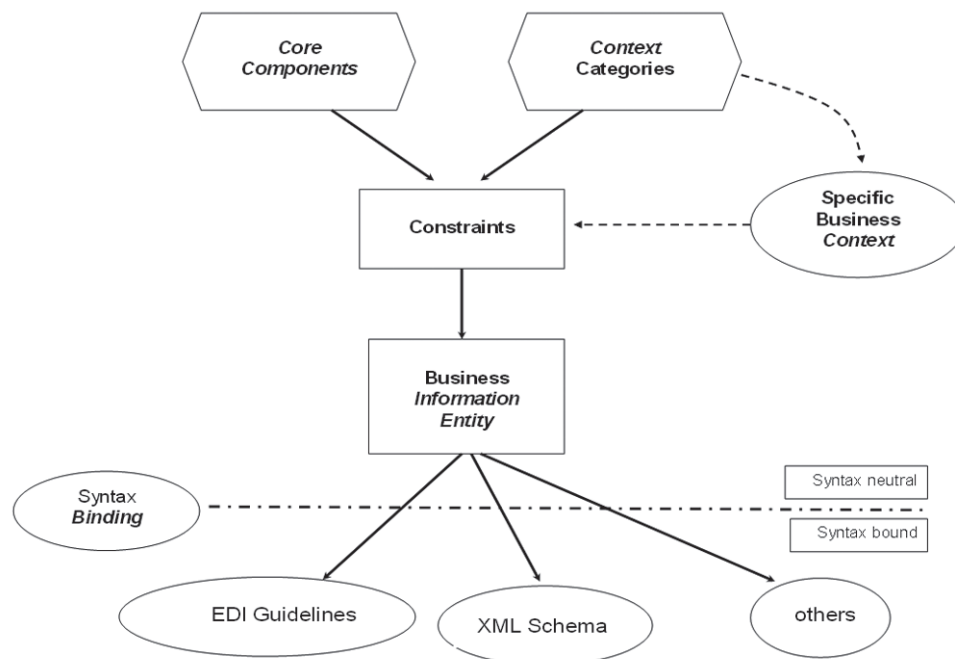 Core
Components
Context
Categories
Specific
Business
Context
Constraints
Business
Information
Entity
Syntax neutral
Syntax
Binding
Syntax bound
EDI Guidelines
XML Schema
others